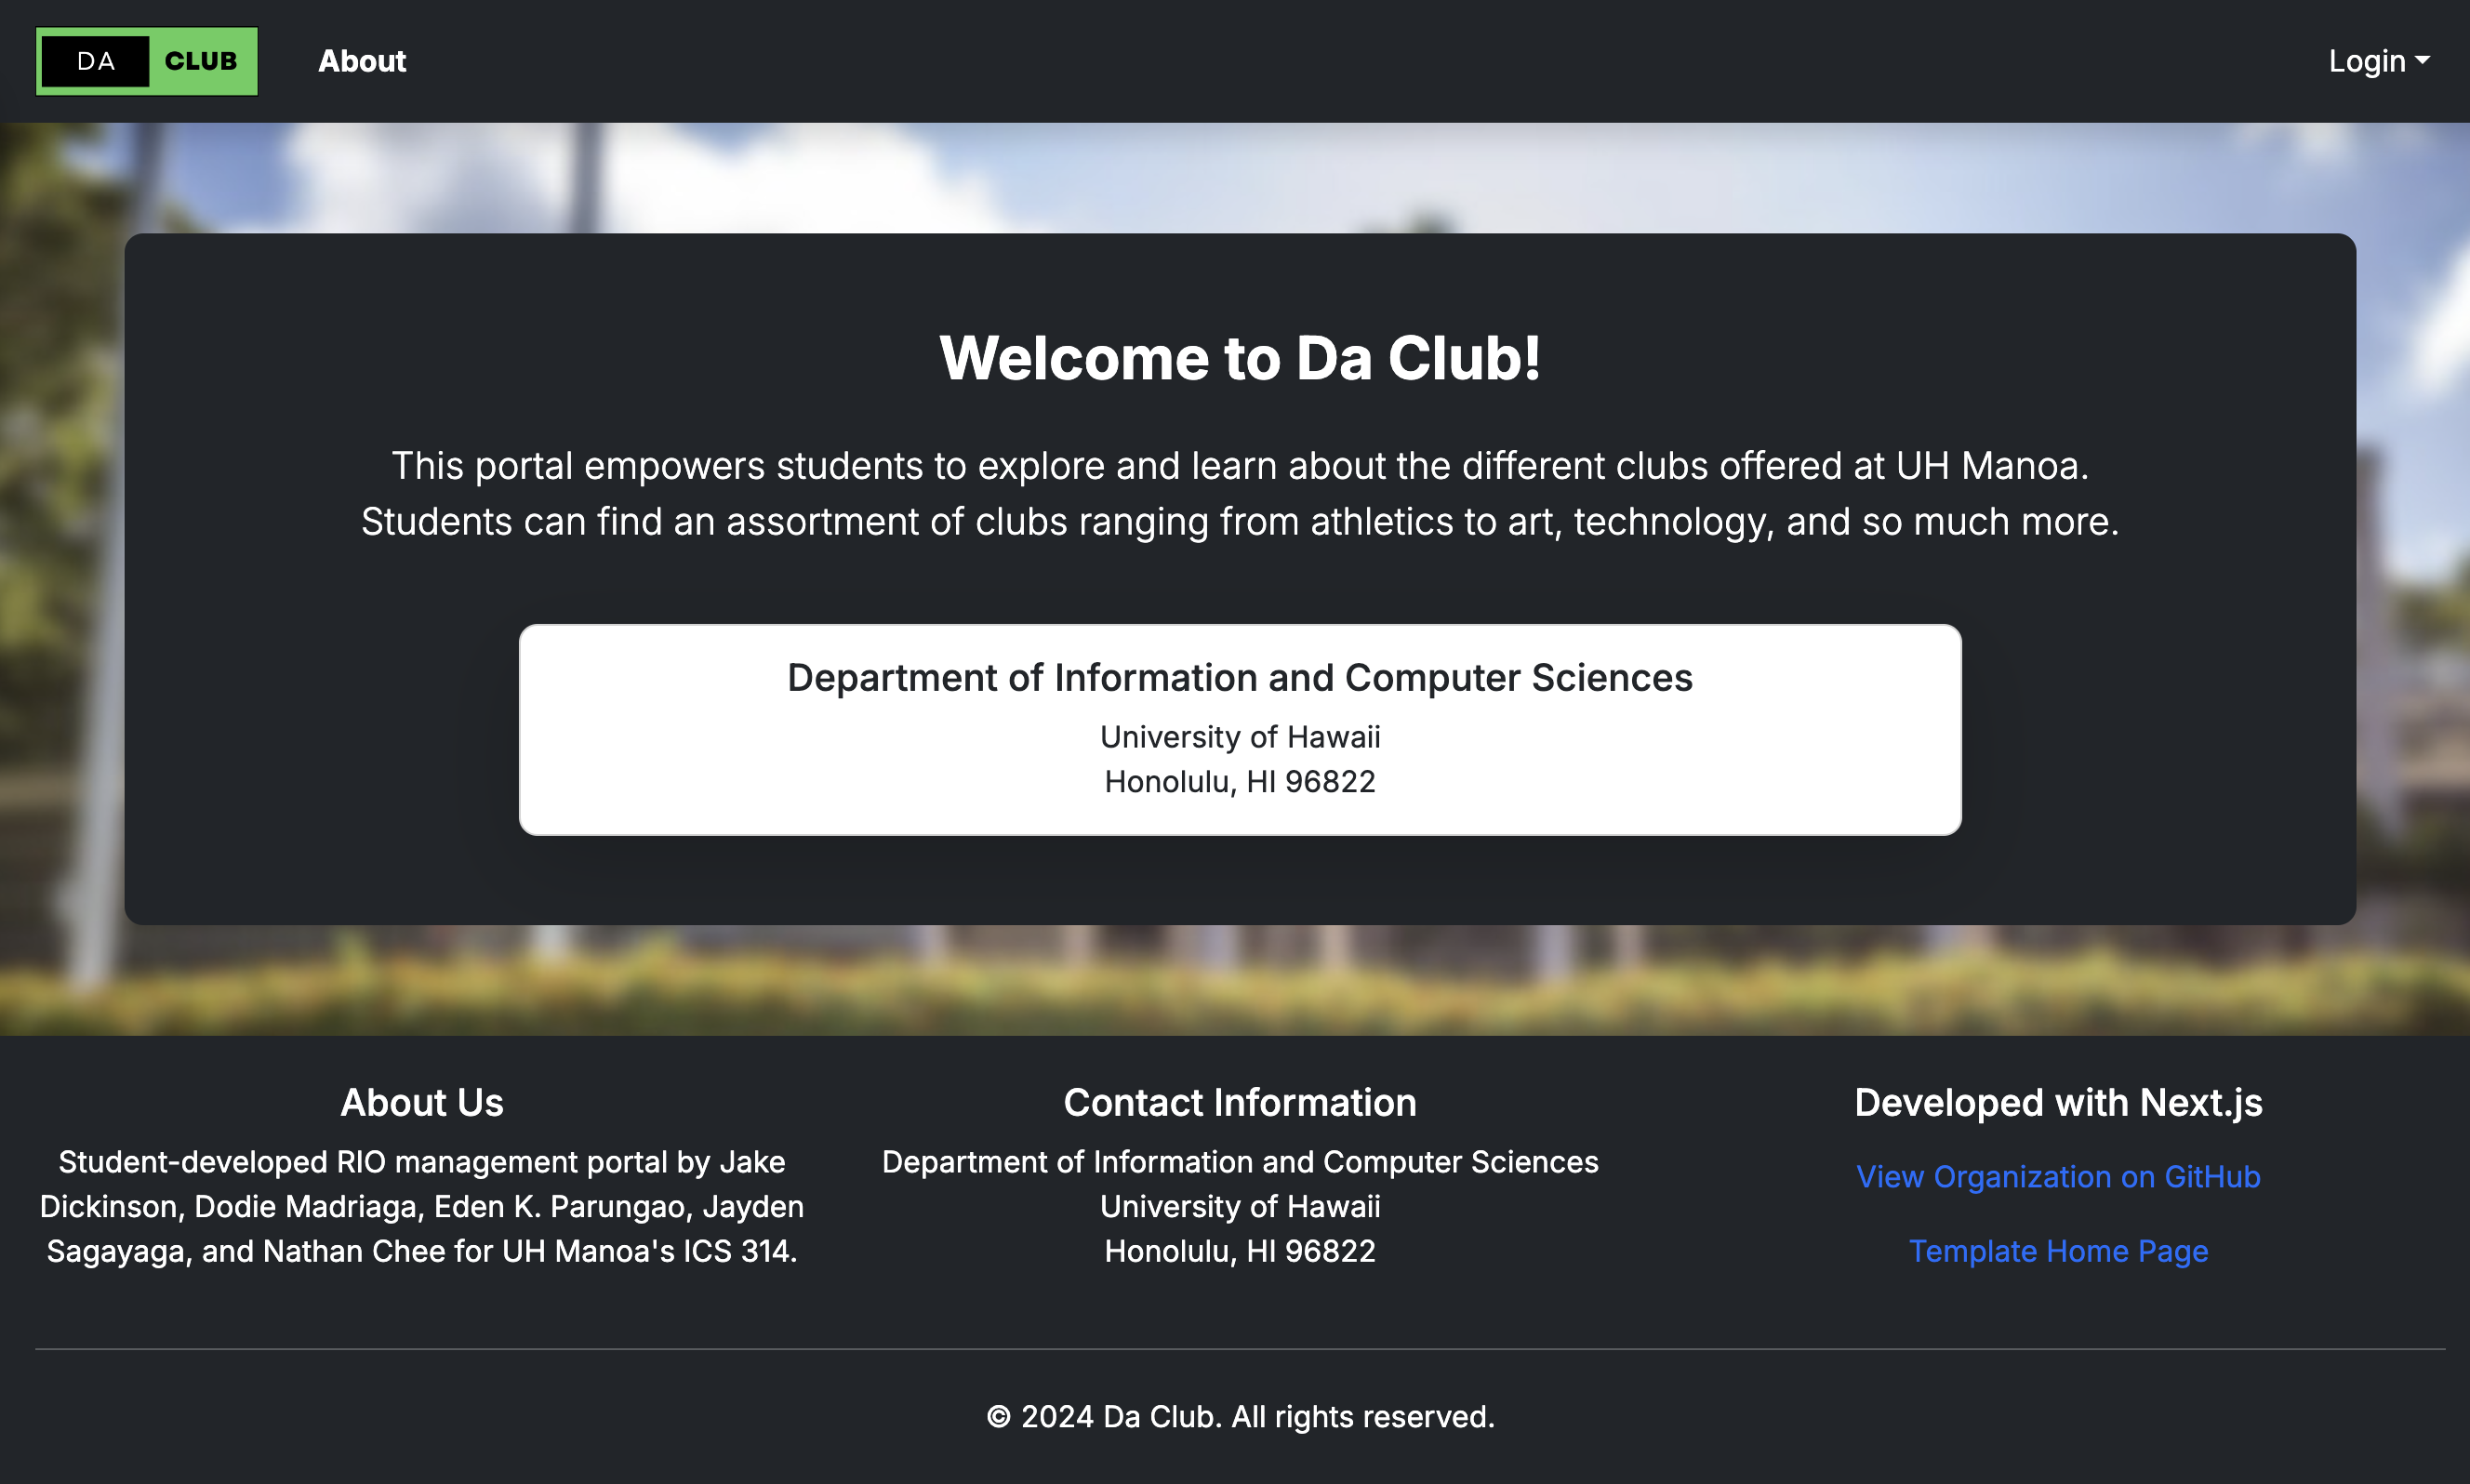 DA CLUB
About
Login
Welcome to Da Club!
This portal empowers students to explore and learn about the different clubs offered at UH Manoa.
Students can find an assortment of clubs ranging from athletics to art, technology, and so much more.
Department of Information and Computer Sciences
University of Hawaii
Honolulu, HI 96822
About Us
Student-developed RIO management portal by Jake
Dickinson, Dodie Madriaga, Eden K. Parungao, Jayden
Sagayaga, and Nathan Chee for UH Manoa's ICS 314.
Contact Information
Department of Information and Computer Sciences
University of Hawaii
Honolulu, HI 96822
Developed with Next.js
View Organization on GitHub
Template Home Page
© 2024 Da Club. All rights reserved.